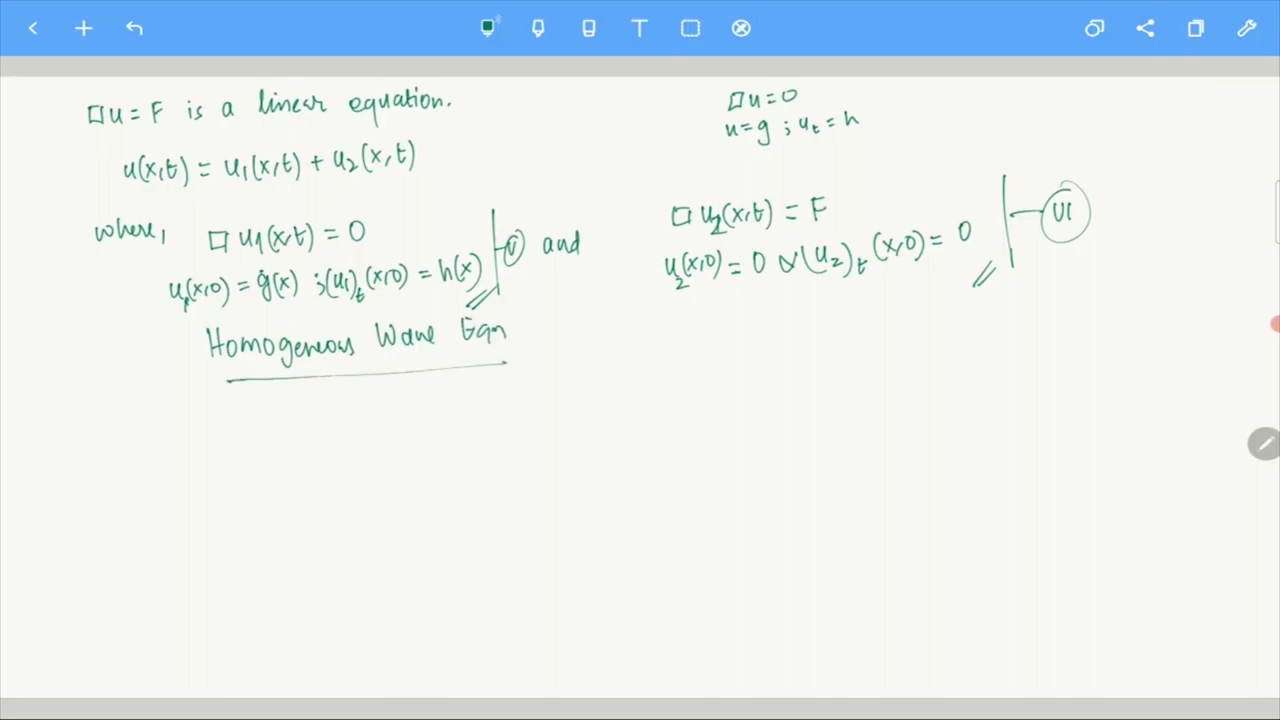 □u = F is a linear equation.
u(x,t) = u₁(x,t) + u₂(x,t)
where, □ u₁(x,t) = 0
u₁(x,0) = g(x) ; (u₁)ₜ(x,0) = h(x) (V) and
Homogeneous Wave Eqn
□u = 0
u = g ; uₜ = h
□ u₂(x,t) = F
u₂(x,0) = 0 & (u₂)ₜ(x,0) = 0 (VI)
T